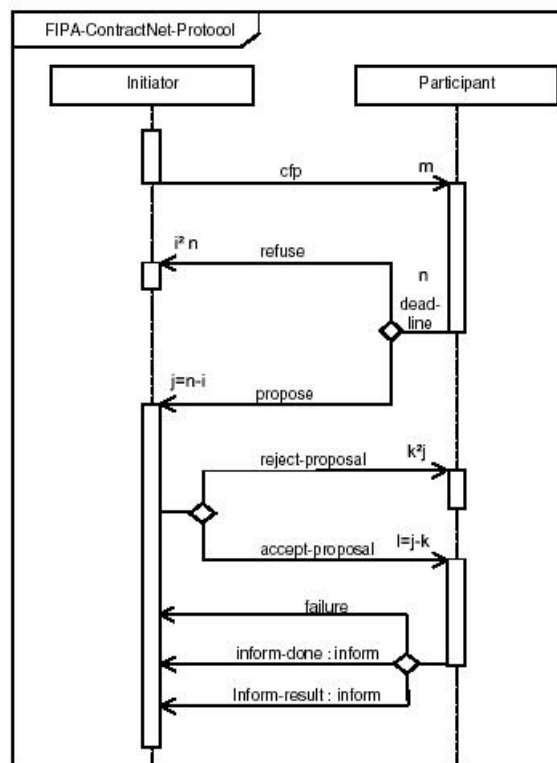 FIPA-ContractNet-Protocol
Initiator
Participant
cfp
m
i² n
refuse
n
dead-
line
j=n-i
propose
reject-proposal
k²j
accept-proposal
l=j-k
failure
inform-done : inform
Inform-result : inform